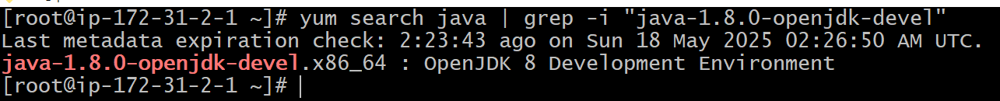 [root@ip-172-31-2-1 ~]# yum search java | grep -i "java-1.8.0-openjdk-devel"
Last metadata expiration check: 2:23:43 ago on Sun 18 May 2025 02:26:50 AM UTC.
java-1.8.0-openjdk-devel.x86_64 : OpenJDK 8 Development Environment
[root@ip-172-31-2-1 ~]#